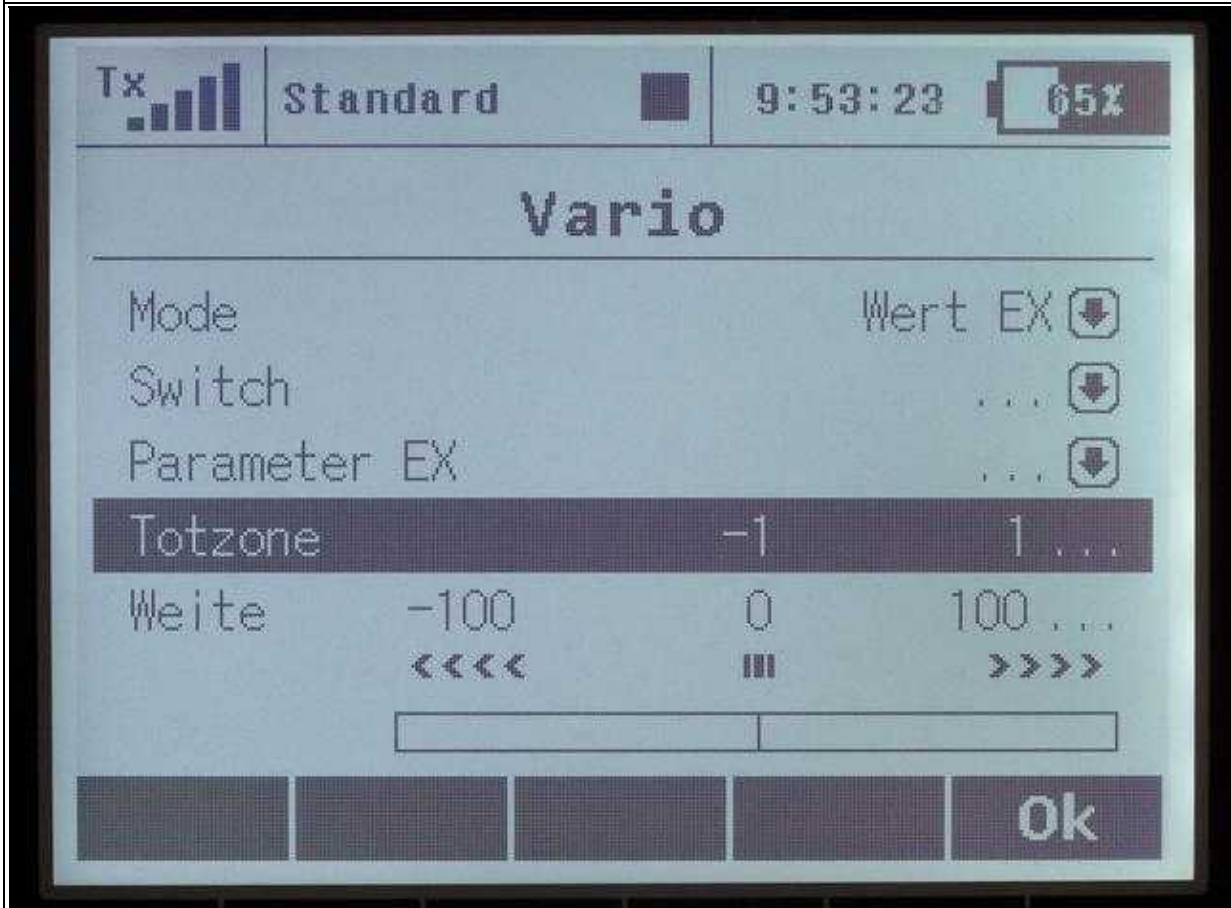 Tx Standard 9:53:23 65%
Vario
Mode Wert EX
Switch ...
Parameter EX ...
Totzone -1 1 ...
Weite -100 0 100 ...
<<<< >>>>
Ok